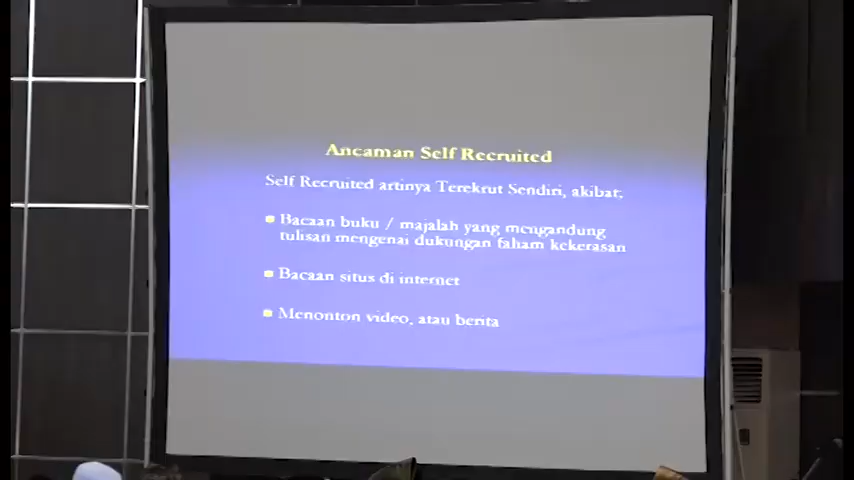 Ancaman Self Recruited
Self Recruited artinya Terekrut Sendiri, akibat;
Bacaan buku / majalah yang mengandung
tulisan mengenai dukungan faham kekerasan
Bacaan situs di internet
Menonton video, atau berita